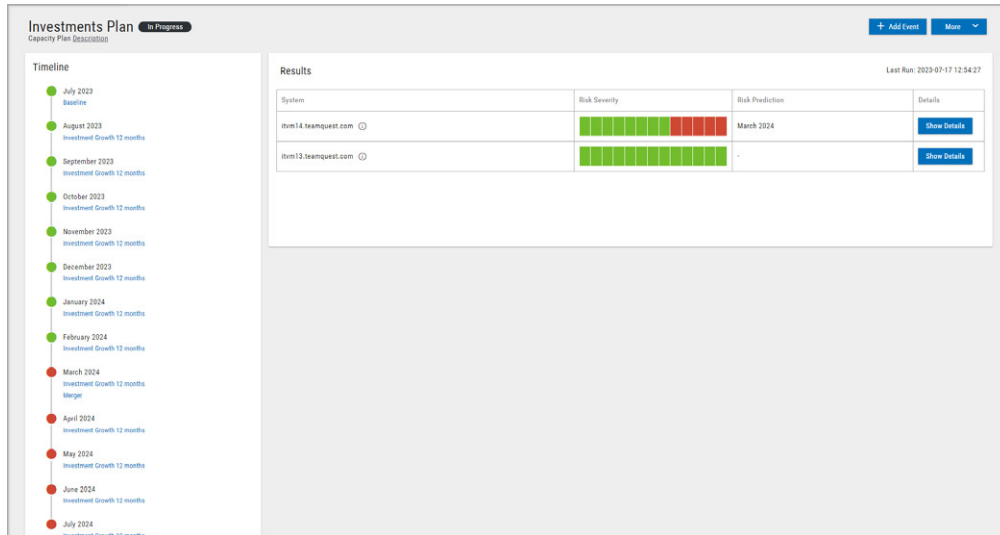 Investments Plan In Progress
Capacity Plan Description
+ Add Event
More
Timeline
July 2023
Baseline
August 2023
Investment Growth 12 months
September 2023
Investment Growth 12 months
October 2023
Investment Growth 12 months
November 2023
Investment Growth 12 months
December 2023
Investment Growth 12 months
January 2024
Investment Growth 12 months
February 2024
Investment Growth 12 months
March 2024
Investment Growth 12 months
Merger
April 2024
Investment Growth 12 months
May 2024
Investment Growth 12 months
June 2024
Investment Growth 12 months
July 2024
Investment Growth 12 months
Results
Last Run: 2023-07-17 12:54:27
System Risk Severity Risk Prediction Details
itvm14.teamquest.com March 2024 Show Details
itvm13.teamquest.com - Show Details